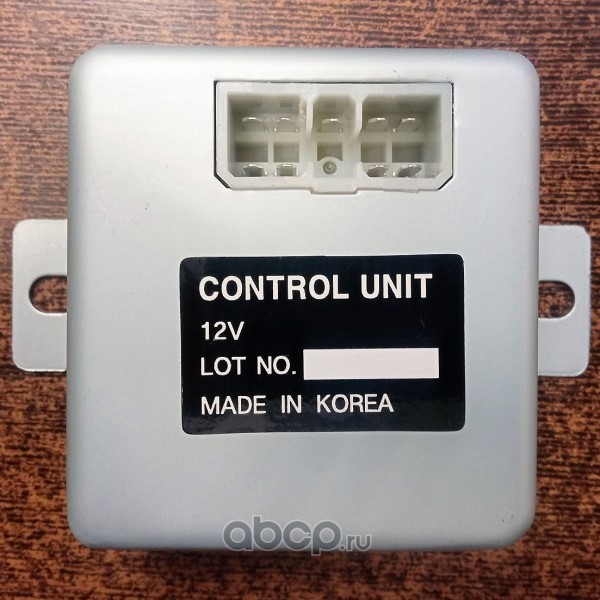 CONTROL UNIT
12V
LOT NO.
MADE IN KOREA
abcp.ru